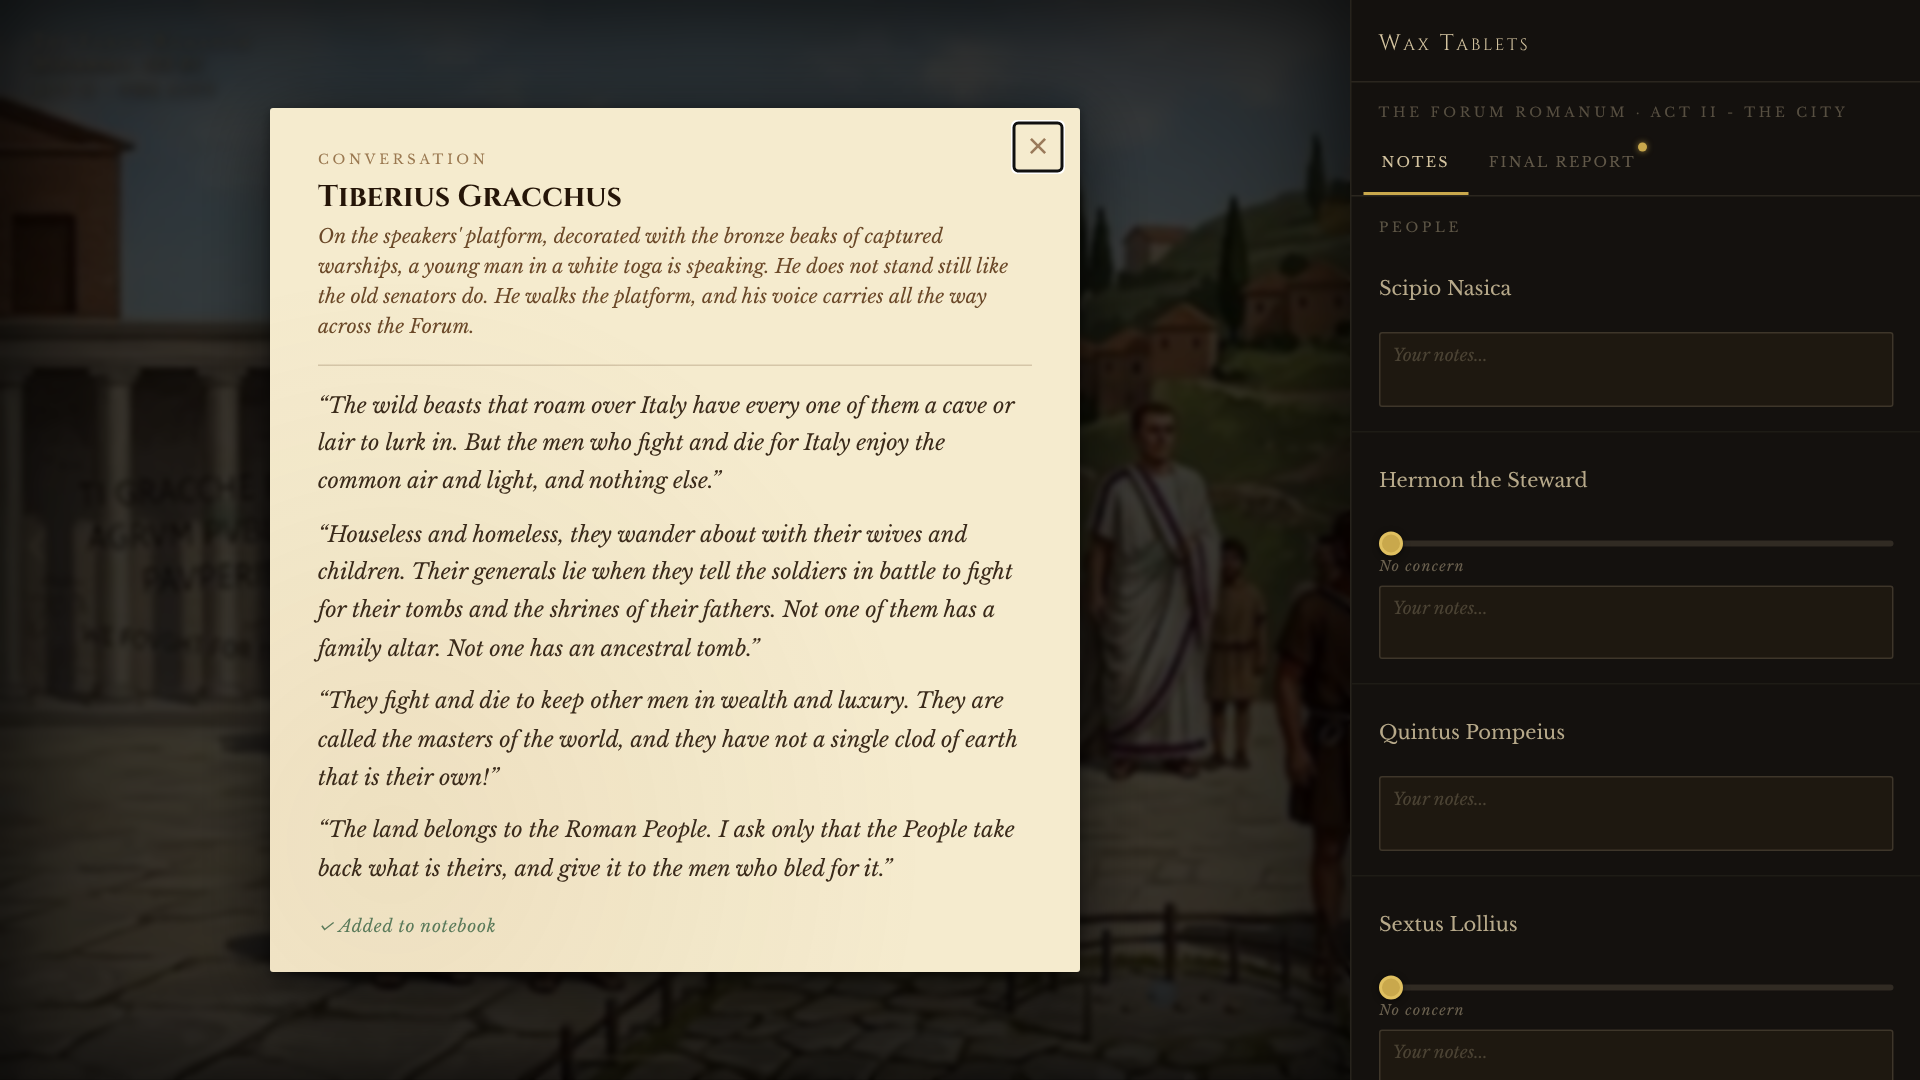 CONVERSATION
TIBERIUS GRACCHUS
On the speakers' platform, decorated with the bronze beaks of captured
warships, a young man in a white toga is speaking. He does not stand still like
the old senators do. He walks the platform, and his voice carries all the way
across the Forum.
“The wild beasts that roam over Italy have every one of them a cave or
lair to lurk in. But the men who fight and die for Italy enjoy the
common air and light, and nothing else.”
“Houseless and homeless, they wander about with their wives and
children. Their generals lie when they tell the soldiers in battle to fight
for their tombs and the shrines of their fathers. Not one of them has a
family altar. Not one has an ancestral tomb.”
“They fight and die to keep other men in wealth and luxury. They are
called the masters of the world, and they have not a single clod of earth
that is their own!”
“The land belongs to the Roman People. I ask only that the People take
back what is theirs, and give it to the men who bled for it.”
✓ Added to notebook
GRACCHE
WAX TABLETS
THE FORUM ROMANUM · ACT II - THE CITY
NOTES FINAL REPORT
PEOPLE
Scipio Nasica
Your notes...
Hermon the Steward
No concern
Your notes...
Quintus Pompeius
Your notes...
Sextus Lollius
No concern
Your notes...